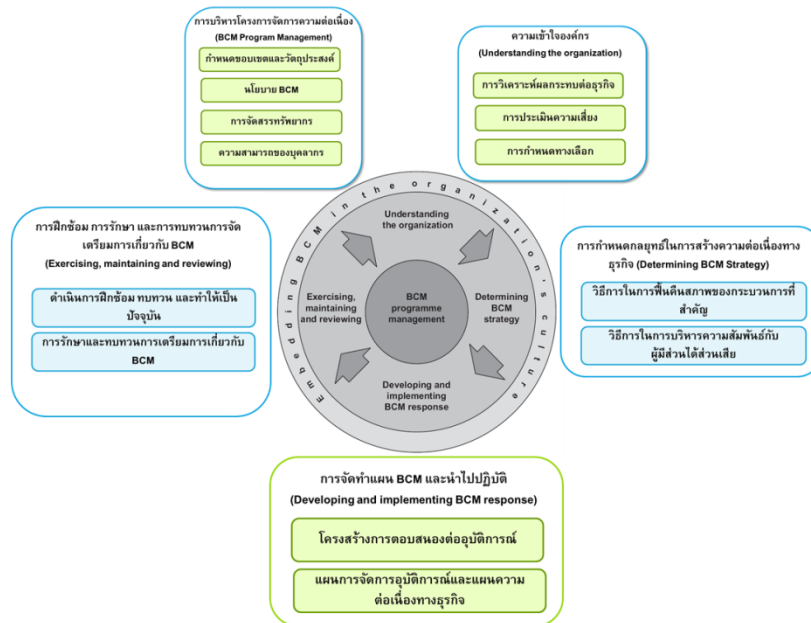 การบริหารโครงการจัดการความต่อเนื่อง
(BCM Program Management)
กำหนดขอบเขตและวัตถุประสงค์
นโยบาย BCM
การจัดสรรทรัพยากร
ความสามารถของบุคลากร
ความเข้าใจองค์กร
(Understanding the organization)
การวิเคราะห์ผลกระทบต่อธุรกิจ
การประเมินความเสี่ยง
การกำหนดทางเลือก
การฝึกซ้อม การรักษา และการทบทวนการจัด
เตรียมการเกี่ยวกับ BCM
(Exercising, maintaining and reviewing)
ดำเนินการฝึกซ้อม ทบทวน และทำให้เป็น
ปัจจุบัน
การรักษาและทบทวนการเตรียมการเกี่ยวกับ
BCM
Embedding BCM in the organization's culture
Understanding
the organization
Exercising,
maintaining
and reviewing
BCM
programme
management
Determining
BCM
strategy
Developing and
implementing
BCM response
การกำหนดกลยุทธ์ในการสร้างความต่อเนื่องทาง
ธุรกิจ (Determining BCM Strategy)
วิธีการในการฟื้นคืนสภาพของกระบวนการที่
สำคัญ
วิธีการในการบริหารความสัมพันธ์กับ
ผู้มีส่วนได้ส่วนเสีย
การจัดทำแผน BCM และนำไปปฏิบัติ
(Developing and implementing BCM response)
โครงสร้างการตอบสนองต่ออุบัติการณ์
แผนการจัดการอุบัติการณ์และแผนความ
ต่อเนื่องทางธุรกิจ